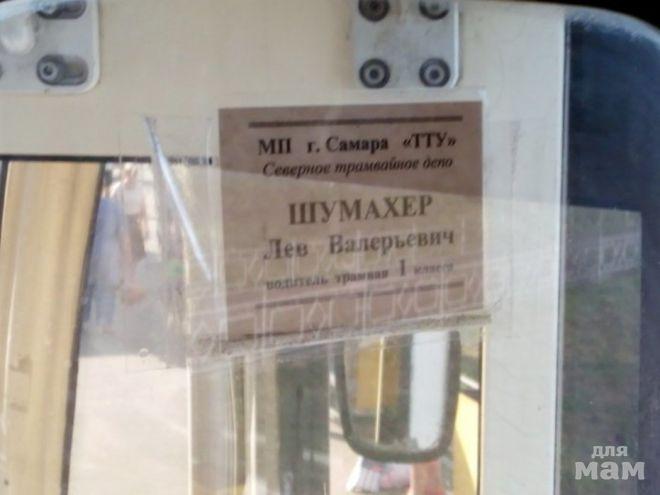 МП г. Самара «ТТУ»
Северное трамвайное депо
ШУМАХЕР
Лев Валерьевич
водитель трамвая 1 класса
для
мам